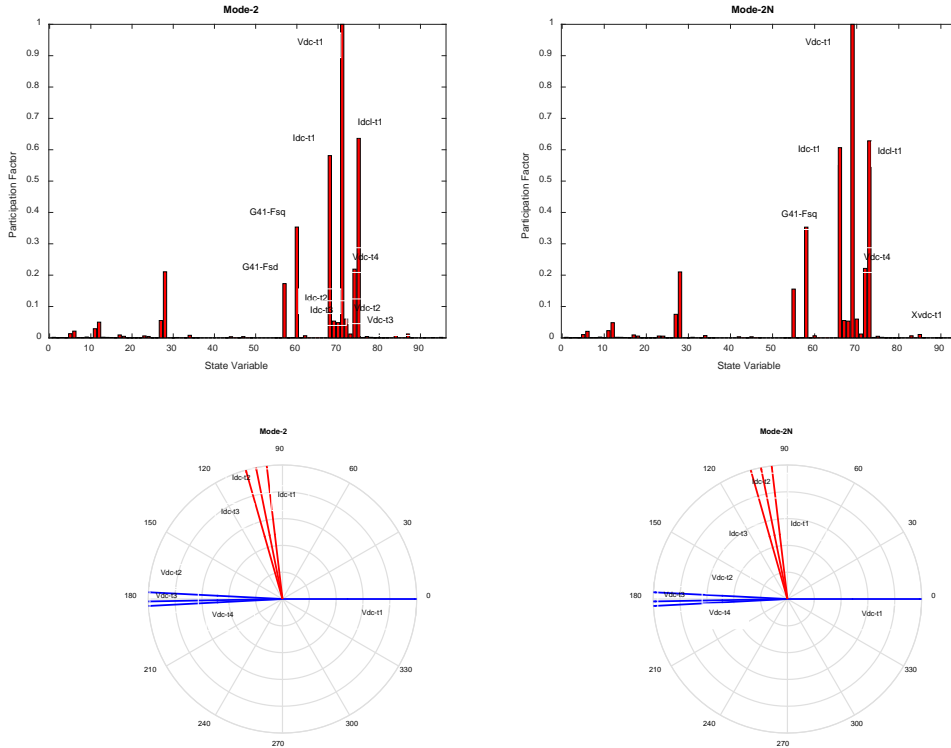 Mode-2
Participation Factor
1
0.9
0.8
0.7
0.6
0.5
0.4
0.3
0.2
0.1
0
Vdc-t1
Idc-t1
Idcl-t1
G41-Fsq
G41-Fsd
Vdc-t4
Idc-t2
Idc-t3
Vdc-t2
Vdc-t3
0 10 20 30 40 50 60 70 80 90
State Variable
Mode-2N
Participation Factor
1
0.9
0.8
0.7
0.6
0.5
0.4
0.3
0.2
0.1
0
Vdc-t1
Idc-t1
Idcl-t1
G41-Fsq
Vdc-t4
Xvdc-t1
0 10 20 30 40 50 60 70 80 90
State Variable
Mode-2
90
120 60
Idc-t2
Idc-t1
Idc-t3
150 30
Vdc-t2
180 Vdc-t3 0
Vdc-t4 Vdc-t1
210 330
240 300
270
Mode-2N
90
120 60
Idc-t2
Idc-t1
Idc-t3
150 30
Vdc-t2
180 Vdc-t3 0
Vdc-t4 Vdc-t1
210 330
240 300
270